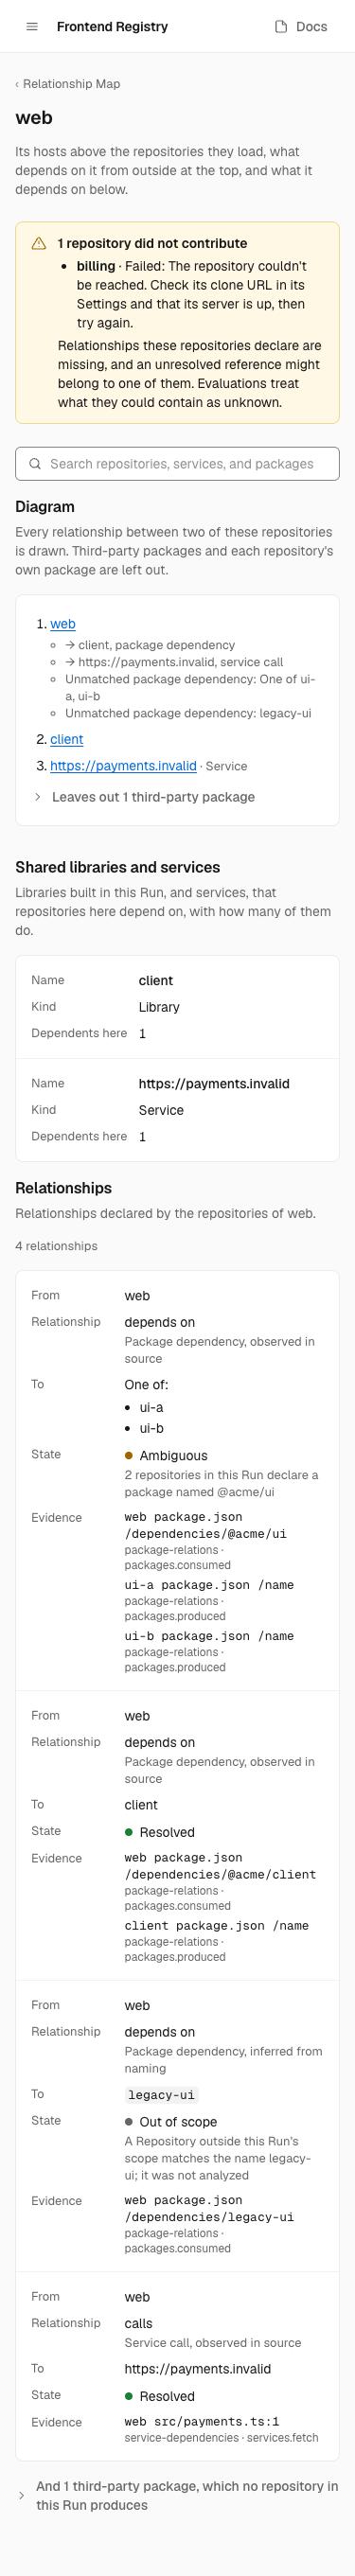 Frontend Registry
Docs
‹ Relationship Map
web
Its hosts above the repositories they load, what
depends on it from outside at the top, and what it
depends on below.
1 repository did not contribute
• billing · Failed: The repository couldn't
be reached. Check its clone URL in its
Settings and that its server is up, then
try again.
Relationships these repositories declare are
missing, and an unresolved reference might
belong to one of them. Evaluations treat
what they could contain as unknown.
Search repositories, services, and packages
Diagram
Every relationship between two of these repositories
is drawn. Third-party packages and each repository's
own package are left out.
1. web
→ client, package dependency
→ https://payments.invalid, service call
Unmatched package dependency: One of ui-
a, ui-b
Unmatched package dependency: legacy-ui
2. client
3. https://payments.invalid · Service
Leaves out 1 third-party package
Shared libraries and services
Libraries built in this Run, and services, that
repositories here depend on, with how many of them
do.
Name client
Kind Library
Dependents here 1
Name https://payments.invalid
Kind Service
Dependents here 1
Relationships
Relationships declared by the repositories of web.
4 relationships
From web
Relationship depends on
Package dependency, observed in
source
To One of:
• ui-a
• ui-b
State Ambiguous
2 repositories in this Run declare a
package named @acme/ui
Evidence web package.json
/dependencies/@acme/ui
package-relations ·
packages.consumed
ui-a package.json /name
package-relations ·
packages.produced
ui-b package.json /name
package-relations ·
packages.produced
From web
Relationship depends on
Package dependency, observed in
source
To client
State Resolved
Evidence web package.json
/dependencies/@acme/client
package-relations ·
packages.consumed
client package.json /name
package-relations ·
packages.produced
From web
Relationship depends on
Package dependency, inferred from
naming
To legacy-ui
State Out of scope
A Repository outside this Run's
scope matches the name legacy-
ui; it was not analyzed
Evidence web package.json
/dependencies/legacy-ui
package-relations ·
packages.consumed
From web
Relationship calls
Service call, observed in source
To https://payments.invalid
State Resolved
Evidence web src/payments.ts:1
service-dependencies · services.fetch
And 1 third-party package, which no repository in
this Run produces